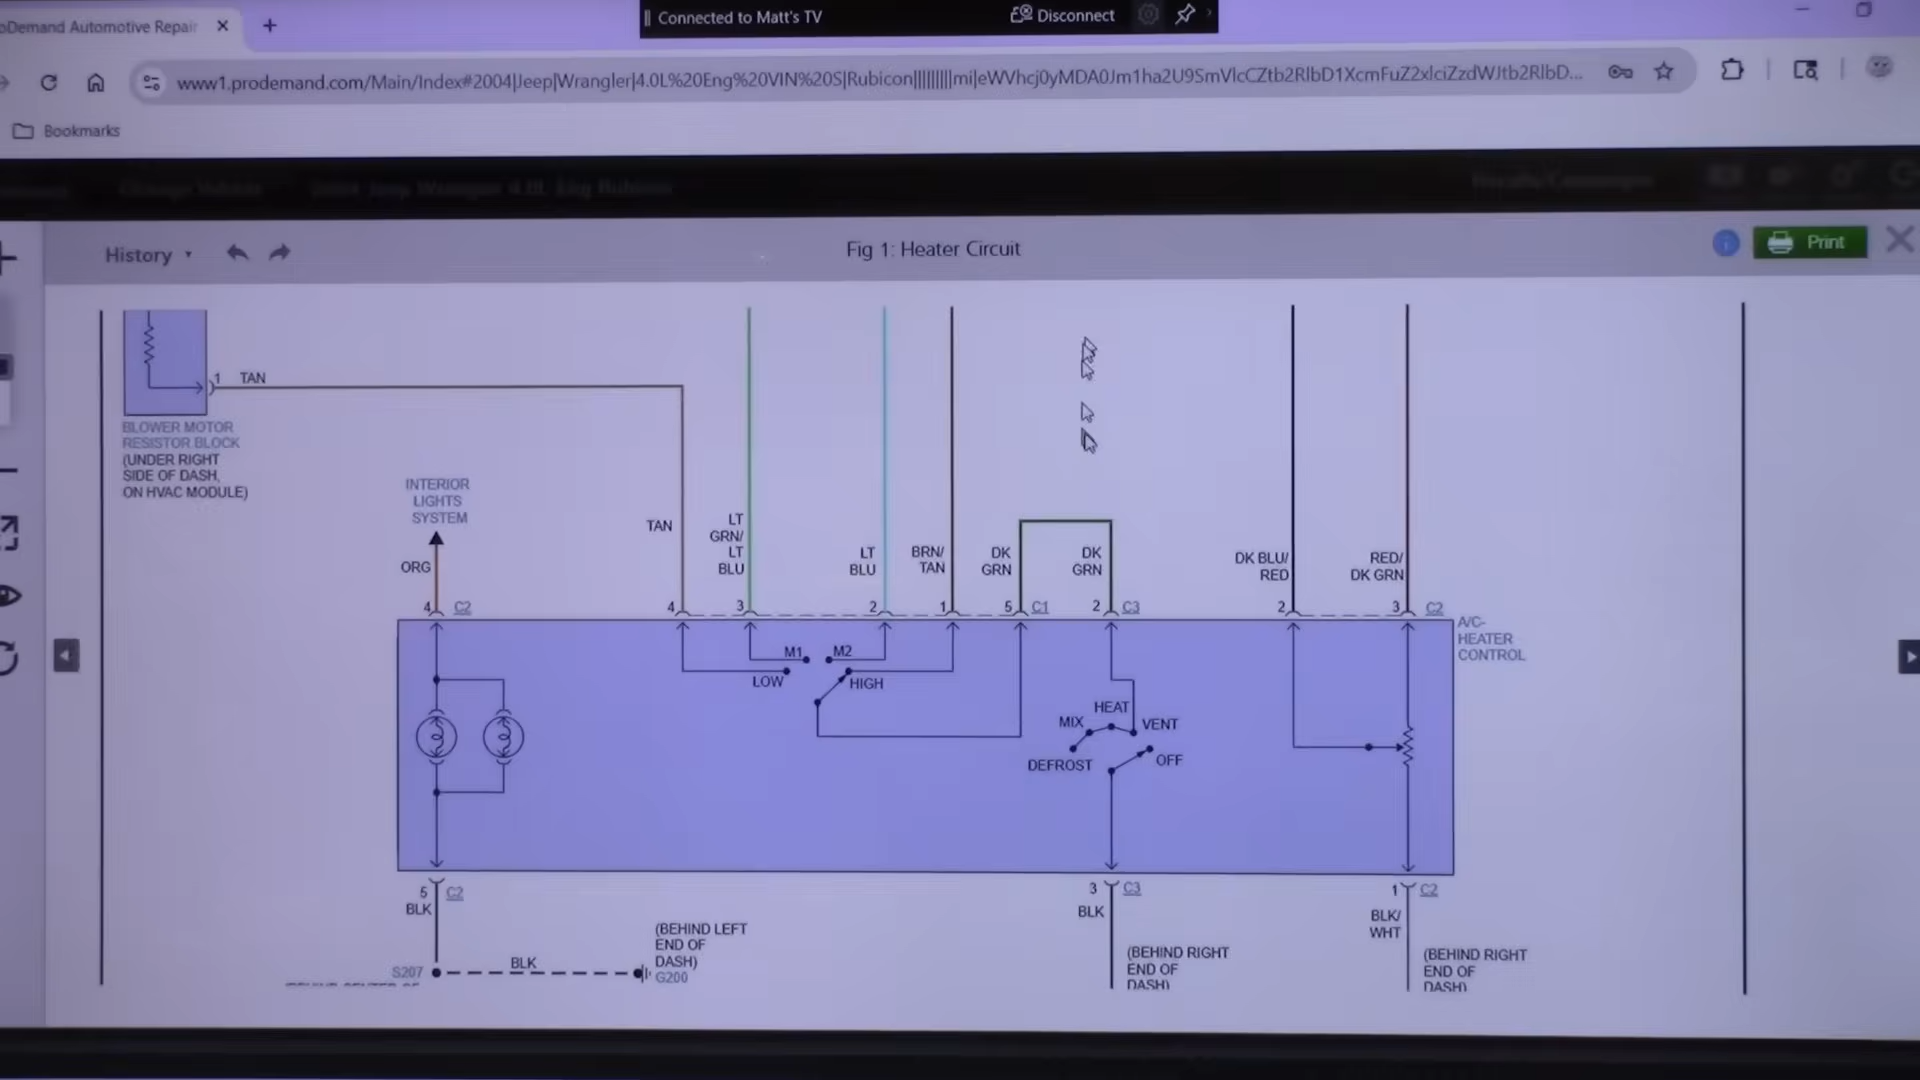 Connected to Matt's TV
Disconnect
oDemand Automotive Repair
www1.prodemand.com/Main/Index#2004|Jeep|Wrangler|4.0L%20Eng%20VIN%20S|Rubicon|||||||||mi|eWVhcj0yMDA0Jm1ha2U9SmVlcCZtb2RlbD1XcmFuZ2xlciZzdWJtb2RlbD...
Bookmarks
History
Fig 1: Heater Circuit
Print
1 TAN
BLOWER MOTOR
RESISTOR BLOCK
(UNDER RIGHT
SIDE OF DASH,
ON HVAC MODULE)
INTERIOR
LIGHTS
SYSTEM
ORG
TAN
LT
GRN/
LT
BLU
LT
BLU
BRN/
TAN
DK
GRN
DK
GRN
DK BLU/
RED
RED/
DK GRN
4 C2
4 3 2 1 5 C1
2 C3
2 3 C2
A/C-
HEATER
CONTROL
M1 M2
LOW HIGH
HEAT
MIX VENT
DEFROST OFF
5 C2
BLK
3 C3
BLK
1 C2
BLK/
WHT
S207
BLK
(BEHIND LEFT
END OF
DASH)
G200
(BEHIND RIGHT
END OF
DASH)
(BEHIND RIGHT
END OF
DASH)